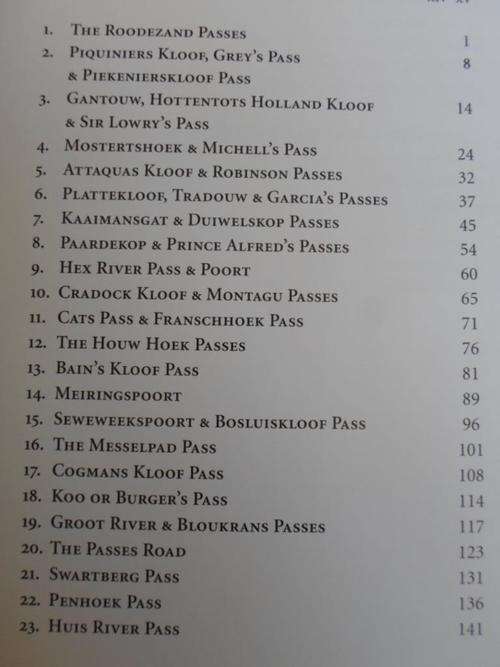 1. The Roodezand Passes 1
2. Piquiniers Kloof, Grey's Pass 8
& Piekenierskloof Pass
3. Gantouw, Hottentots Holland Kloof 14
& Sir Lowry's Pass
4. Mostertshoek & Michell's Pass 24
5. Attaquas Kloof & Robinson Passes 32
6. Plattekloof, Tradouw & Garcia's Passes 37
7. Kaaimansgat & Duiwelskop Passes 45
8. Paardekop & Prince Alfred's Passes 54
9. Hex River Pass & Poort 60
10. Cradock Kloof & Montagu Passes 65
11. Cats Pass & Franschhoek Pass 71
12. The Houw Hoek Passes 76
13. Bain's Kloof Pass 81
14. Meiringspoort 89
15. Seweweekspoort & Bosluiskloof Pass 96
16. The Messelpad Pass 101
17. Cogmans Kloof Pass 108
18. Koo or Burger's Pass 114
19. Groot River & Bloukrans Passes 117
20. The Passes Road 123
21. Swartberg Pass 131
22. Penhoek Pass 136
23. Huis River Pass 141